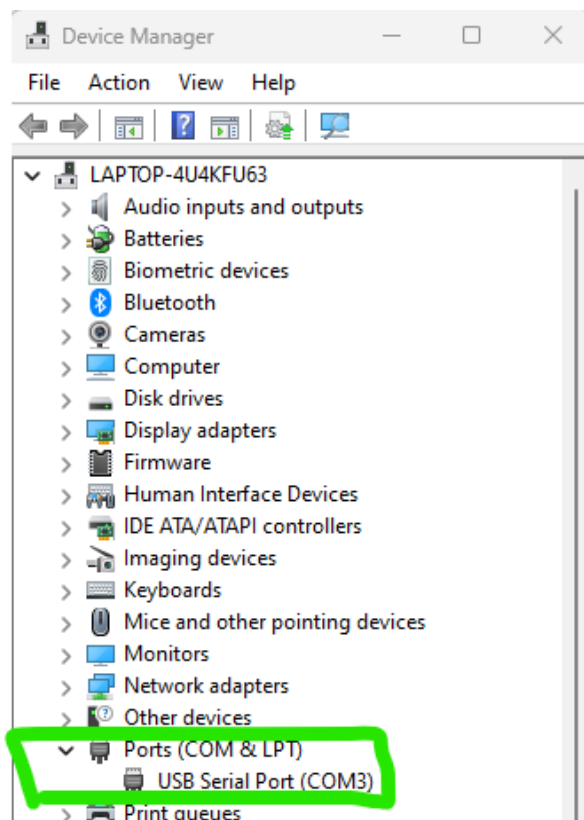 Device Manager
File Action View Help
LAPTOP-4U4KFU63
Audio inputs and outputs
Batteries
Biometric devices
Bluetooth
Cameras
Computer
Disk drives
Display adapters
Firmware
Human Interface Devices
IDE ATA/ATAPI controllers
Imaging devices
Keyboards
Mice and other pointing devices
Monitors
Network adapters
Other devices
Ports (COM & LPT)
USB Serial Port (COM3)
Print queues